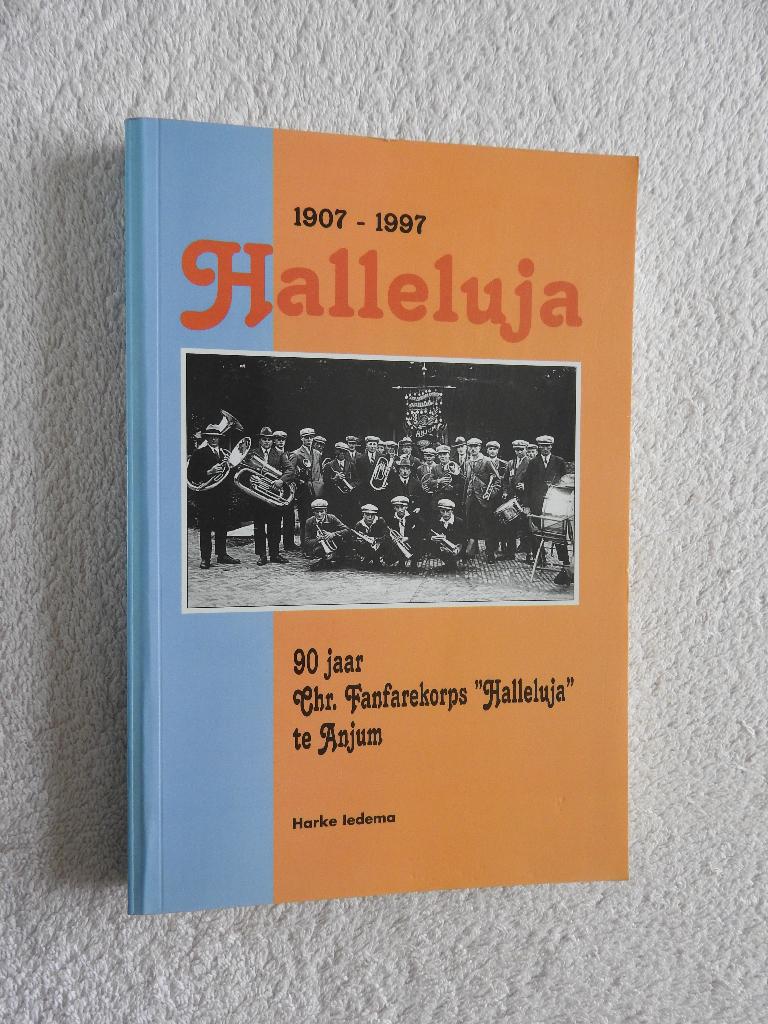 1907 - 1997
Halleluja
90 jaar
Chr. Fanfarekorps "Halleluja"
te Anjum
Harke Iedema